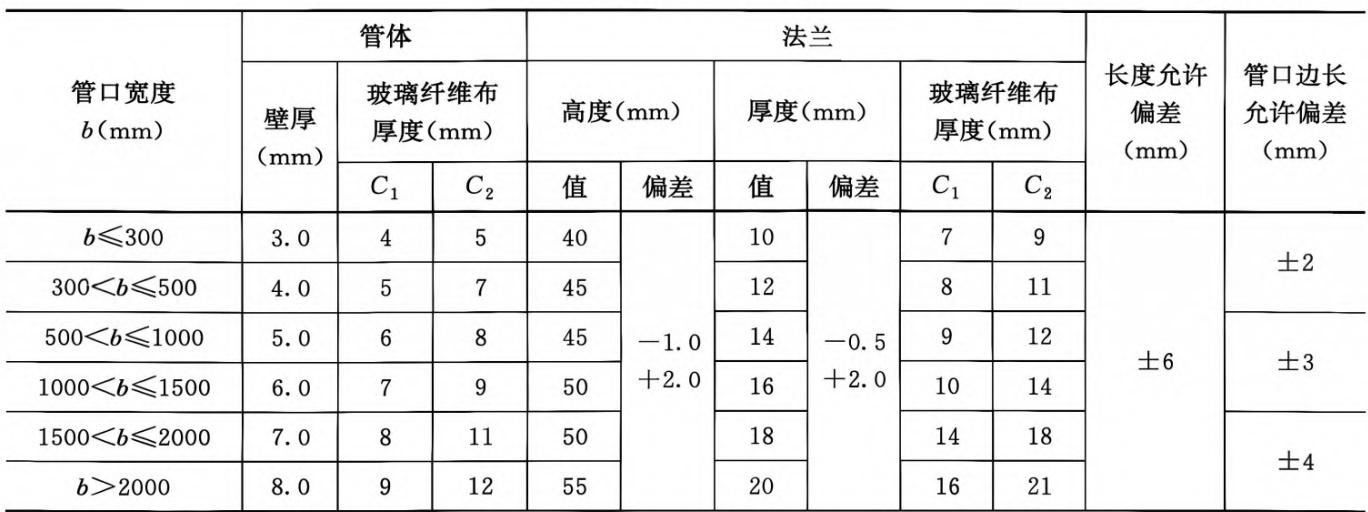 管口宽度 b(mm) 管体 法兰 长度允许偏差(mm) 管口边长允许偏差(mm)
壁厚(mm) 玻璃纤维布厚度(mm) 高度(mm) 厚度(mm) 玻璃纤维布厚度(mm)
C₁ C₂ 值 偏差 值 偏差 C₁ C₂
b≤300 3.0 4 5 40 -1.0 +2.0 10 -0.5 +2.0 7 9 ±6 ±2
300<b≤500 4.0 5 7 45 12 8 11
500<b≤1000 5.0 6 8 45 14 9 12 ±3
1000<b≤1500 6.0 7 9 50 16 10 14
1500<b≤2000 7.0 8 11 50 18 14 18 ±4
b>2000 8.0 9 12 55 20 16 21